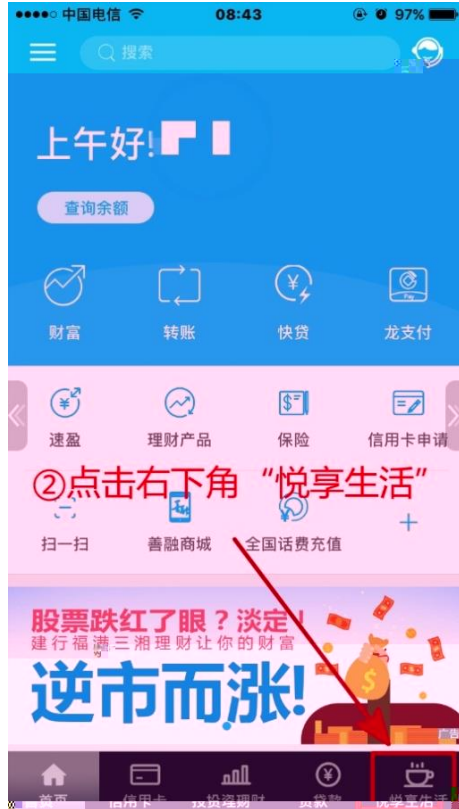 中国电信 08:43 97%
搜索
上午好!
查询余额
财富 转账 快贷 龙支付
速盈 理财产品 保险 信用卡申请
②点击右下角“悦享生活”
扫一扫 善融商城 全国话费充值
股票跌红了眼？淡定！
建行福满三湘理财让你的财富
逆市而涨!
广告
首页 信用卡 投资理财 贷款 悦享生活